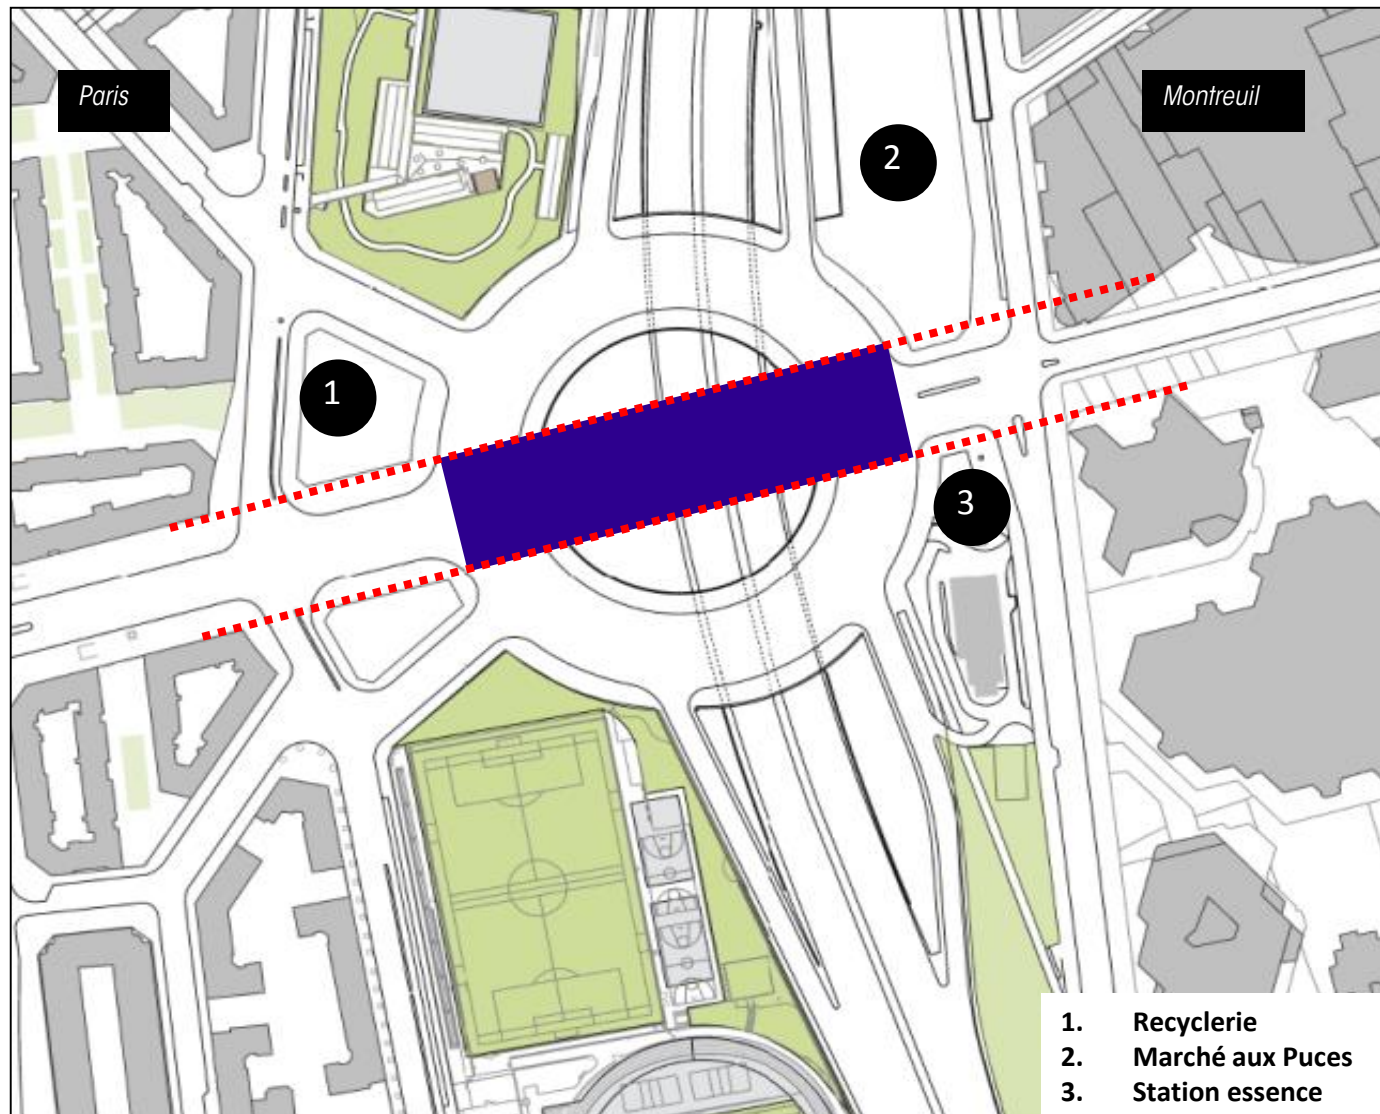 Paris
Montreuil
2
1
3
1. Recyclerie
2. Marché aux Puces
3. Station essence